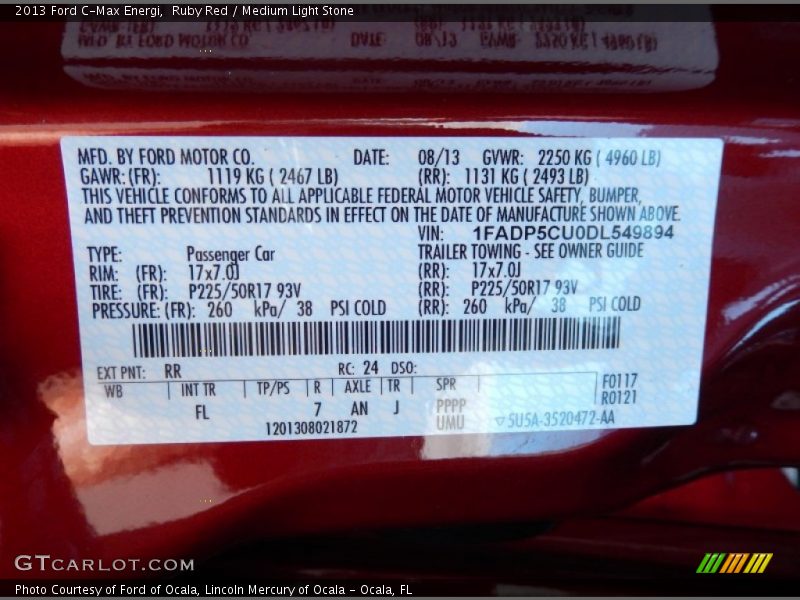 2013 Ford C-Max Energi, Ruby Red / Medium Light Stone
MFD. BY FORD MOTOR CO. DATE: 08/13 GVWR: 2250 KG ( 4960 LB)
GAWR: (FR): 1119 KG ( 2467 LB) (RR): 1131 KG ( 2493 LB)
THIS VEHICLE CONFORMS TO ALL APPLICABLE FEDERAL MOTOR VEHICLE SAFETY, BUMPER,
AND THEFT PREVENTION STANDARDS IN EFFECT ON THE DATE OF MANUFACTURE SHOWN ABOVE.
VIN: 1FADP5CU0DL549894
TYPE: Passenger Car TRAILER TOWING - SEE OWNER GUIDE
RIM: (FR): 17x7.0J (RR): 17x7.0J
TIRE: (FR): P225/50R17 93V (RR): P225/50R17 93V
PRESSURE: (FR): 260 kPa/ 38 PSI COLD (RR): 260 kPa/ 38 PSI COLD
EXT PNT: RR RC: 24 DSO:
WB INT TR TP/PS R AXLE TR SPR F0117
FL 7 AN J PPPP R0121
1201308021872 UMU 5U5A-3520472-AA
GTCARLOT.COM
Photo Courtesy of Ford of Ocala, Lincoln Mercury of Ocala - Ocala, FL